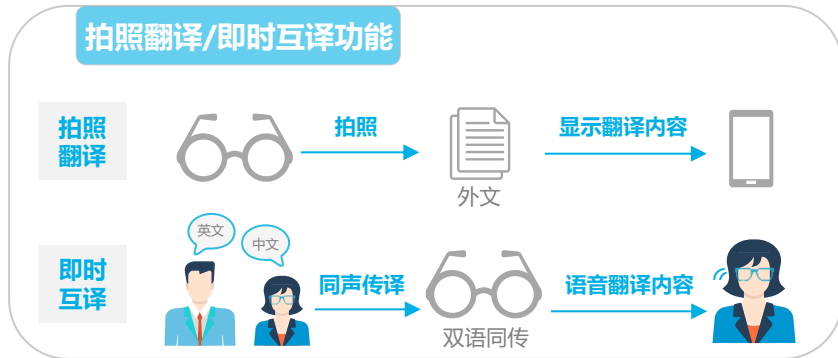 拍照翻译/即时互译功能
拍照
翻译
拍照
外文
显示翻译内容
即时
互译
英文
中文
同声传译
双语同传
语音翻译内容